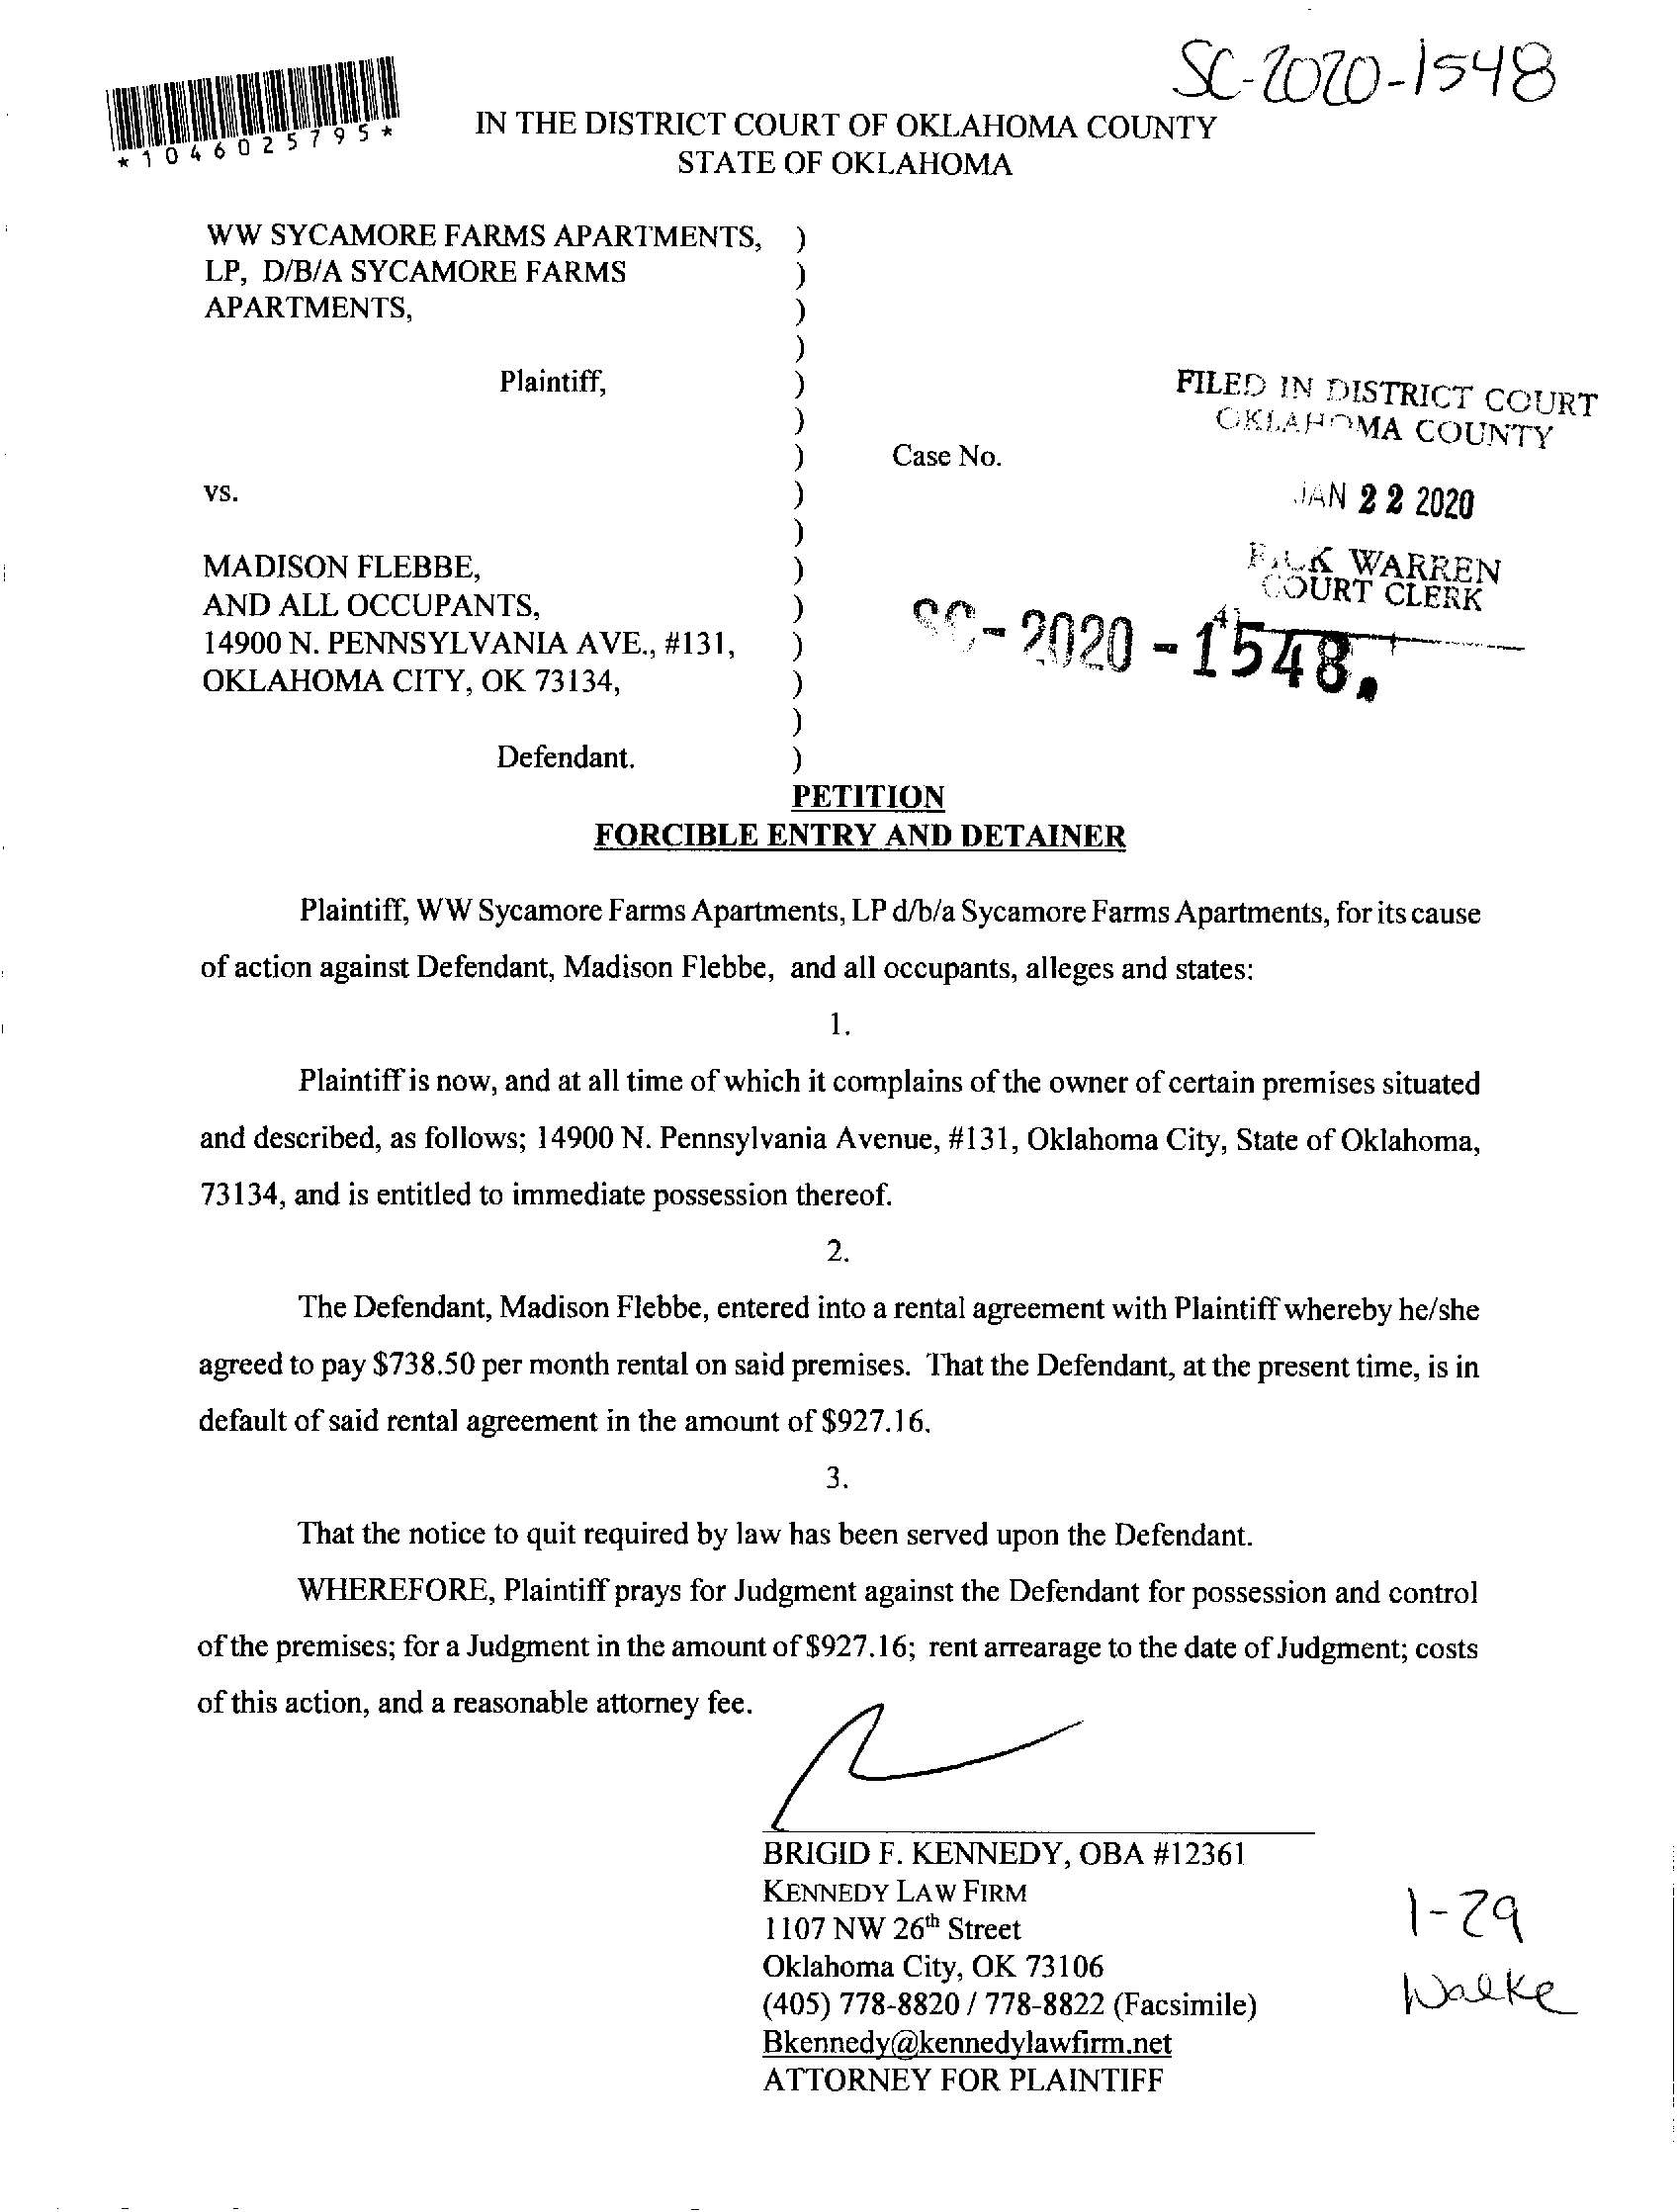 SC-2020-1548
*1046025795*
IN THE DISTRICT COURT OF OKLAHOMA COUNTY
STATE OF OKLAHOMA
WW SYCAMORE FARMS APARTMENTS, )
LP, D/B/A SYCAMORE FARMS )
APARTMENTS, )
)
Plaintiff, )
)
FILED IN DISTRICT COURT
OKLAHOMA COUNTY
) Case No.
vs. )
JAN 22 2020
)
MADISON FLEBBE, )
WARREN
COURT CLERK
AND ALL OCCUPANTS, )
14900 N. PENNSYLVANIA AVE., #131, )
SC-2020-1548.
41
OKLAHOMA CITY, OK 73134, )
)
Defendant. )
PETITION
FORCIBLE ENTRY AND DETAINER
Plaintiff, WW Sycamore Farms Apartments, LP d/b/a Sycamore Farms Apartments, for its cause
of action against Defendant, Madison Flebbe, and all occupants, alleges and states:
1.
Plaintiff is now, and at all time of which it complains of the owner of certain premises situated
and described, as follows; 14900 N. Pennsylvania Avenue, #131, Oklahoma City, State of Oklahoma,
73134, and is entitled to immediate possession thereof.
2.
The Defendant, Madison Flebbe, entered into a rental agreement with Plaintiff whereby he/she
agreed to pay $738.50 per month rental on said premises. That the Defendant, at the present time, is in
default of said rental agreement in the amount of $927.16.
3.
That the notice to quit required by law has been served upon the Defendant.
WHEREFORE, Plaintiff prays for Judgment against the Defendant for possession and control
of the premises; for a Judgment in the amount of $927.16; rent arrearage to the date of Judgment; costs
of this action, and a reasonable attorney fee.
BRIGID F. KENNEDY, OBA #12361
KENNEDY LAW FIRM
1107 NW 26th Street
Oklahoma City, OK 73106
(405) 778-8820 / 778-8822 (Facsimile)
Bkennedy@kennedylawfirm.net
ATTORNEY FOR PLAINTIFF
1-29
Walke